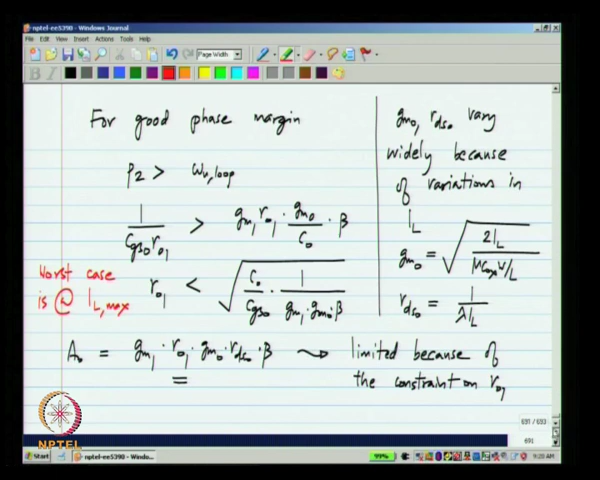 nptel-ee5390 - Windows Journal
File Edit View Insert Actions Tools Help
Page Width
B I
For good phase margin
p2 > ωu,loop
1/(Cgso ro1) > gm1 ro1 · gmo/Co · β
ro1 < √(Co/Cgso · 1/(gm1 · gmo · β))
Worst case
is @ IL,max
A0 = gm1 · ro1 · gmo · rdso · β ⇝ limited because of
the constraint on ro1
gmo, rdso vary
widely because
of variations in
IL
gmo = √(2IL/(μCox W/L))
rdso = 1/(λIL)
691 / 693
691
NPTEL
Start
nptel-ee5390 - Windo...
99%
9:20 AM